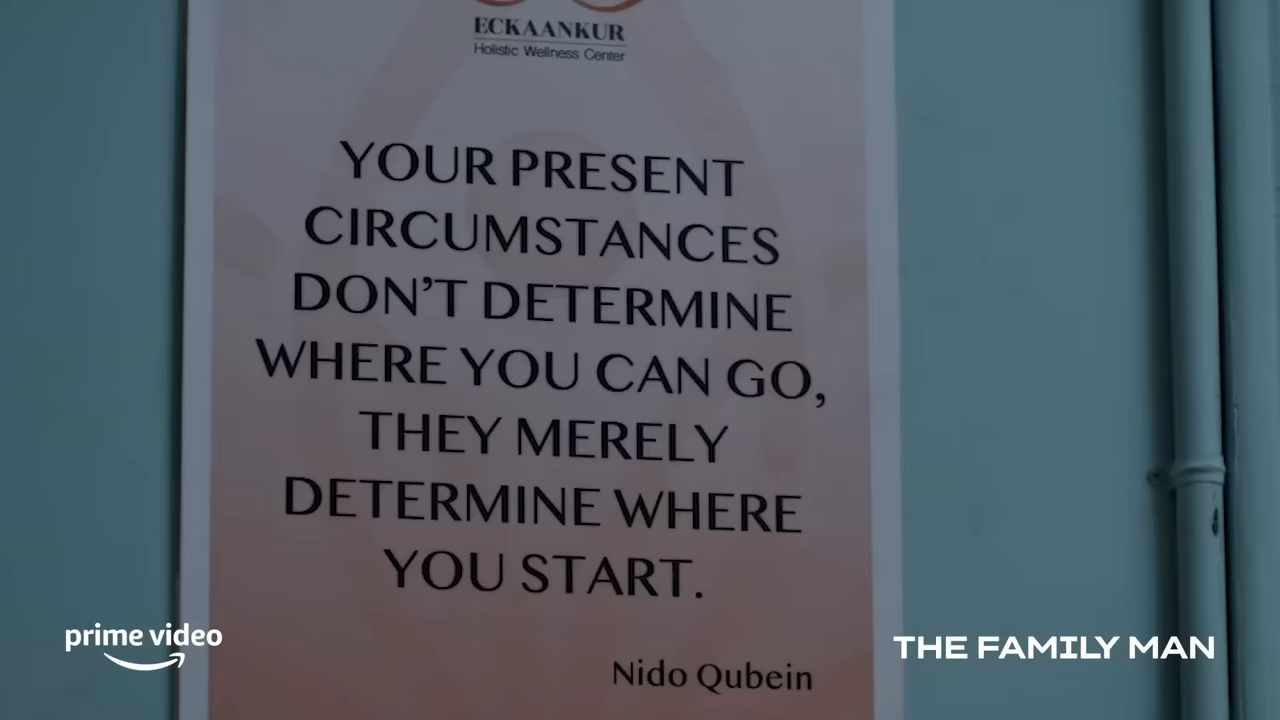 ECKAANKUR
Holistic Wellness Center
YOUR PRESENT
CIRCUMSTANCES
DON'T DETERMINE
WHERE YOU CAN GO,
THEY MERELY
DETERMINE WHERE
YOU START.
Nido Qubein
prime video
THE FAMILY MAN